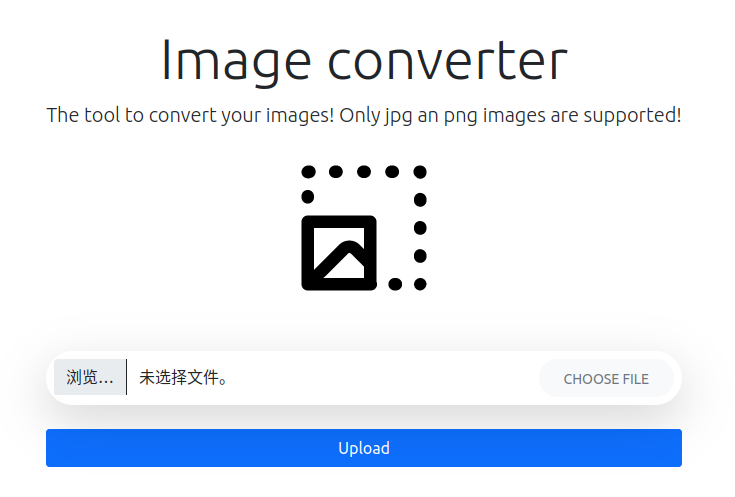 Image converter
The tool to convert your images! Only jpg an png images are supported!
浏览… 未选择文件。 CHOOSE FILE
Upload